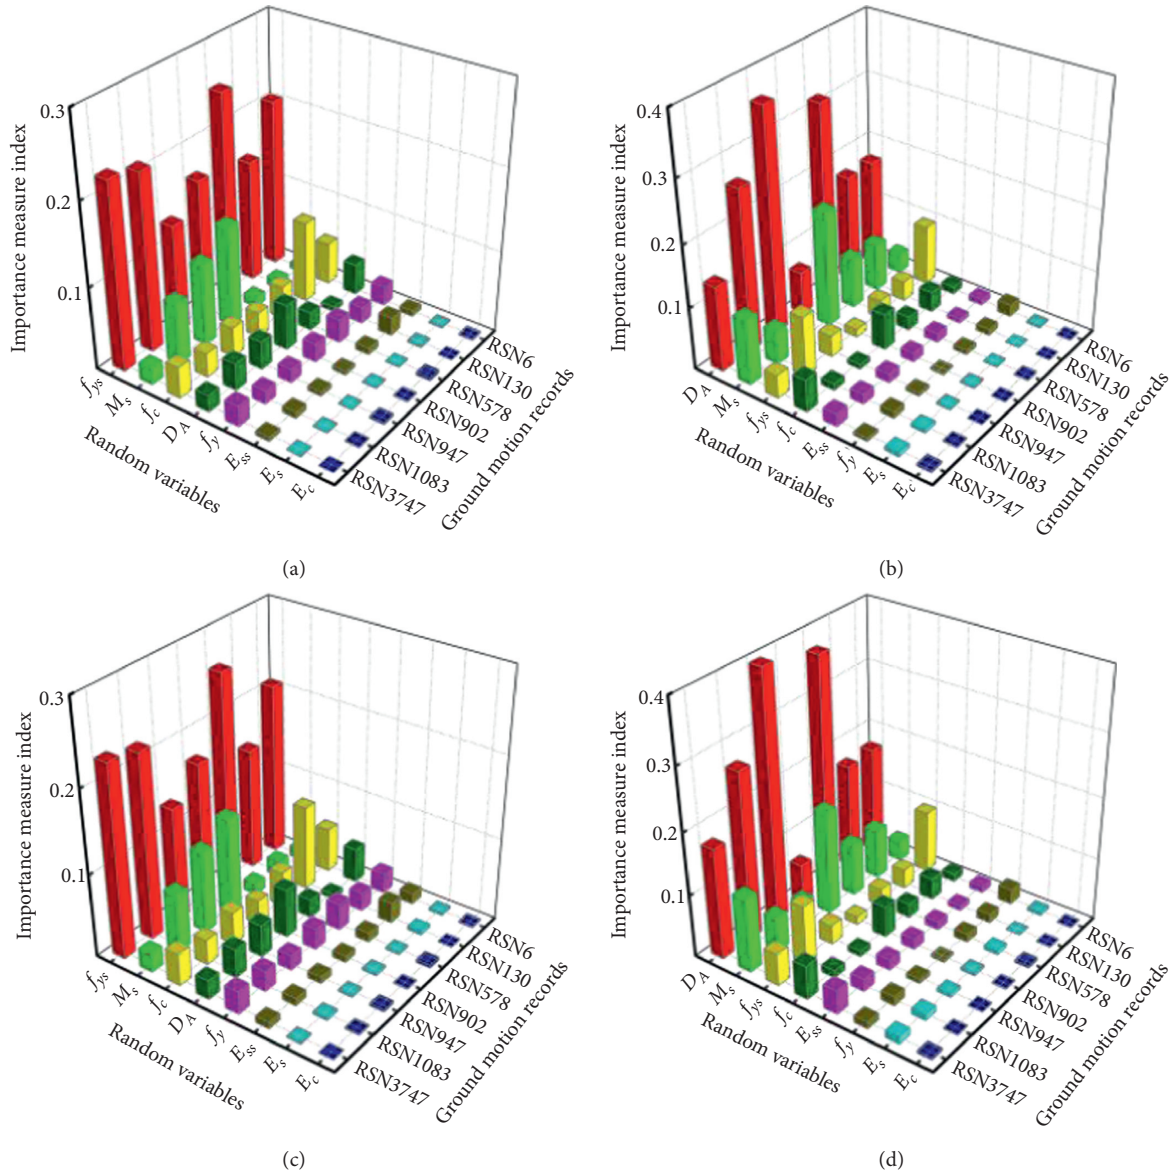 0.3
0.2
0.1
Importance measure index
f_ys
M_s
f_c
D_A
f_y
E_ss
E_s
E_c
Random variables
RSN6
RSN130
RSN578
RSN902
RSN947
RSN1083
RSN3747
Ground motion records
(a)
0.4
0.3
0.2
0.1
Importance measure index
D_A
M_s
f_ys
f_c
E_ss
f_y
E_s
E_c
Random variables
RSN6
RSN130
RSN578
RSN902
RSN947
RSN1083
RSN3747
Ground motion records
(b)
0.3
0.2
0.1
Importance measure index
f_ys
M_s
f_c
D_A
f_y
E_ss
E_s
E_c
Random variables
RSN6
RSN130
RSN578
RSN902
RSN947
RSN1083
RSN3747
Ground motion records
(c)
0.4
0.3
0.2
0.1
Importance measure index
D_A
M_s
f_ys
f_c
E_ss
f_y
E_s
E_c
Random variables
RSN6
RSN130
RSN578
RSN902
RSN947
RSN1083
RSN3747
Ground motion records
(d)